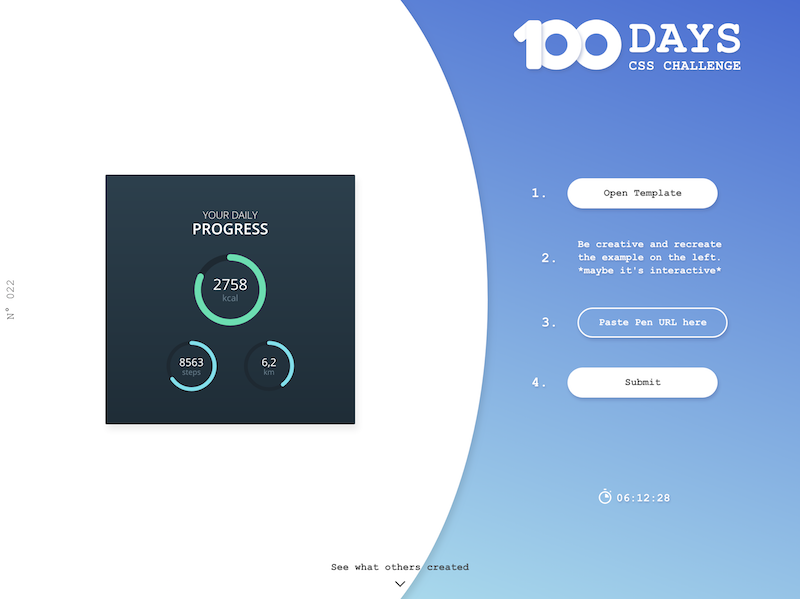 N° 022
YOUR DAILY
PROGRESS
2758
kcal
8563
steps
6,2
km
See what others created
100 DAYS
CSS CHALLENGE
1. Open Template
2. Be creative and recreate
the example on the left.
*maybe it's interactive*
3. Paste Pen URL here
4. Submit
06:12:28